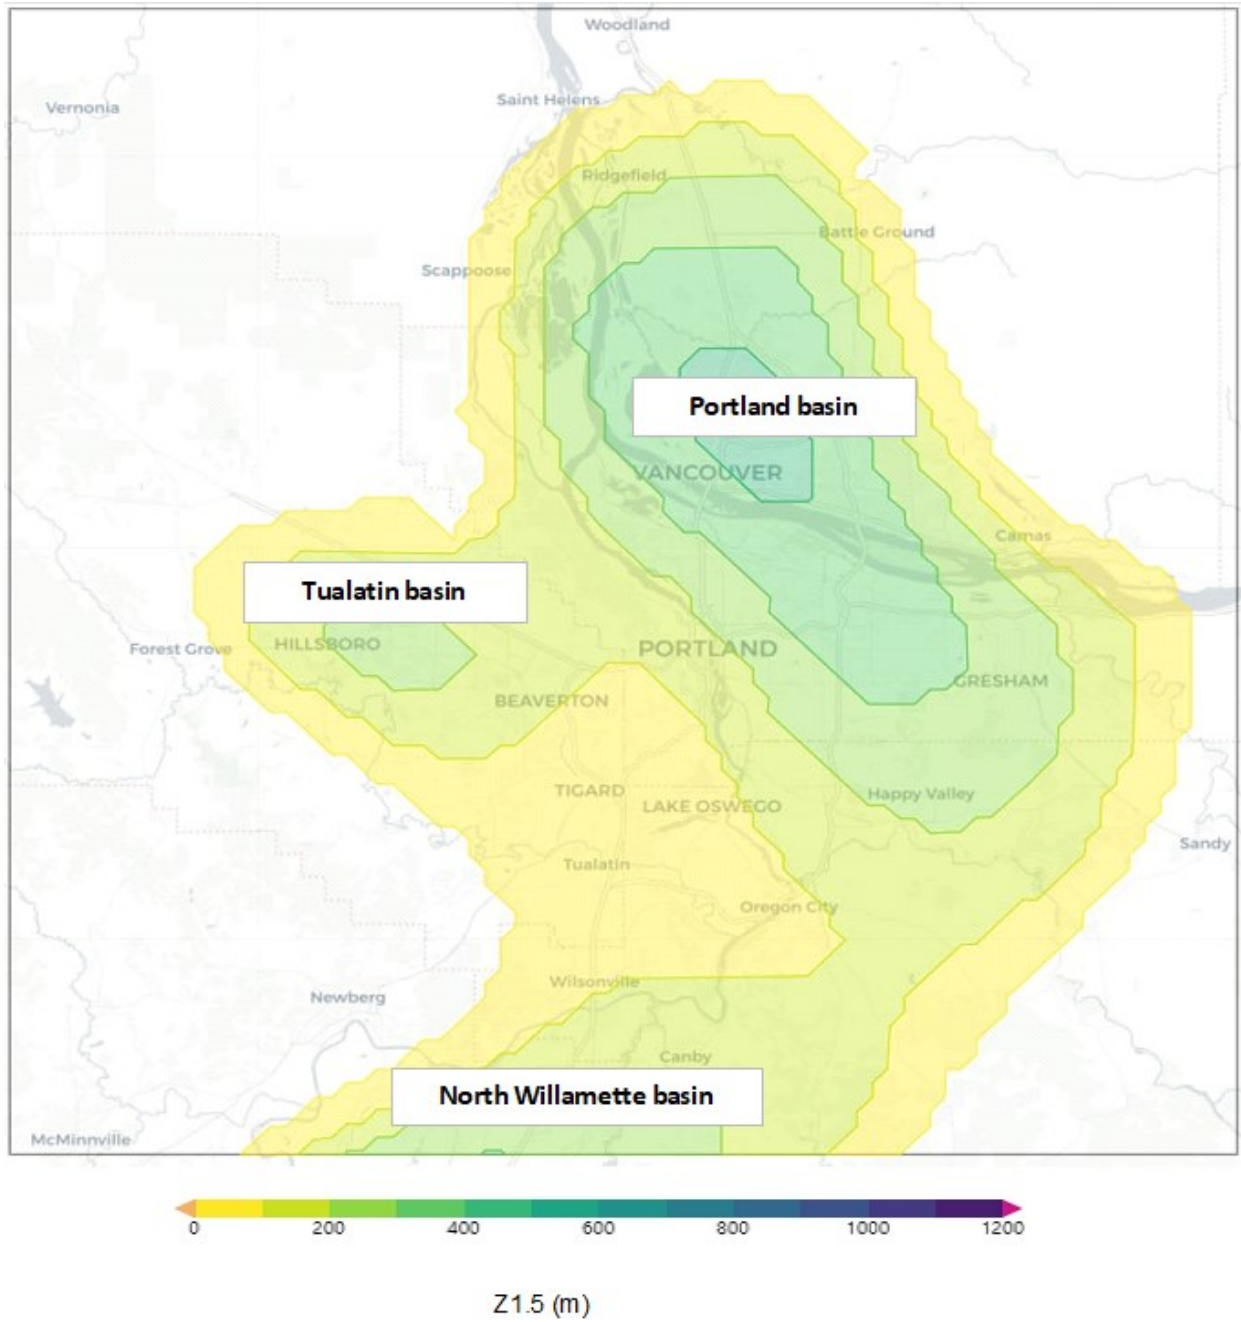 Woodland
Saint Helens
Vernonia
Ridgefield
Battle Ground
Scappoose
Portland basin
VANCOUVER
Camas
Tualatin basin
Forest Grove
HILLSBORO
PORTLAND
GRESHAM
BEAVERTON
TIGARD
LAKE OSWEGO
Happy Valley
Sandy
Tualatin
Oregon City
Wilsonville
Newberg
Canby
North Willamette basin
McMinnville
0 200 400 600 800 1000 1200
Z1.5 (m)